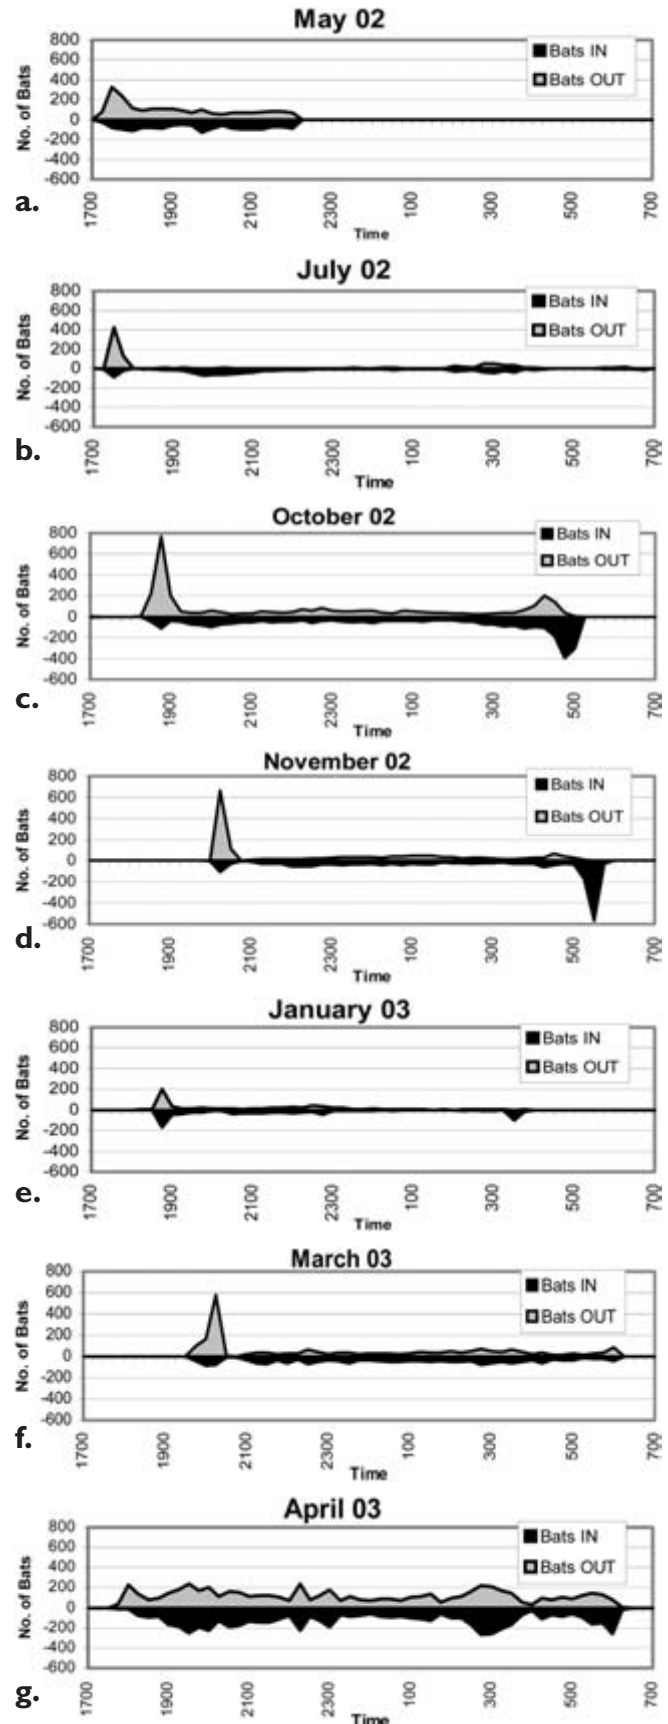 May 02
No. of Bats
800
600
400
200
0
-200
-400
-600
Bats IN
Bats OUT
1700 1900 2100 2300 100 300 500 700
Time
a.
July 02
No. of Bats
800
600
400
200
0
-200
-400
-600
Bats IN
Bats OUT
1700 1900 2100 2300 100 300 500 700
Time
b.
October 02
No. of Bats
800
600
400
200
0
-200
-400
-600
Bats IN
Bats OUT
1700 1900 2100 2300 100 300 500 700
Time
c.
November 02
No. of Bats
800
600
400
200
0
-200
-400
-600
Bats IN
Bats OUT
1700 1900 2100 2300 100 300 500 700
Time
d.
January 03
No. of Bats
800
600
400
200
0
-200
-400
-600
Bats IN
Bats OUT
1700 1900 2100 2300 100 300 500 700
Time
e.
March 03
No. of Bats
800
600
400
200
0
-200
-400
-600
Bats IN
Bats OUT
1700 1900 2100 2300 100 300 500 700
Time
f.
April 03
No. of Bats
800
600
400
200
0
-200
-400
-600
Bats IN
Bats OUT
1700 1900 2100 2300 100 300 500 700
Time
g.